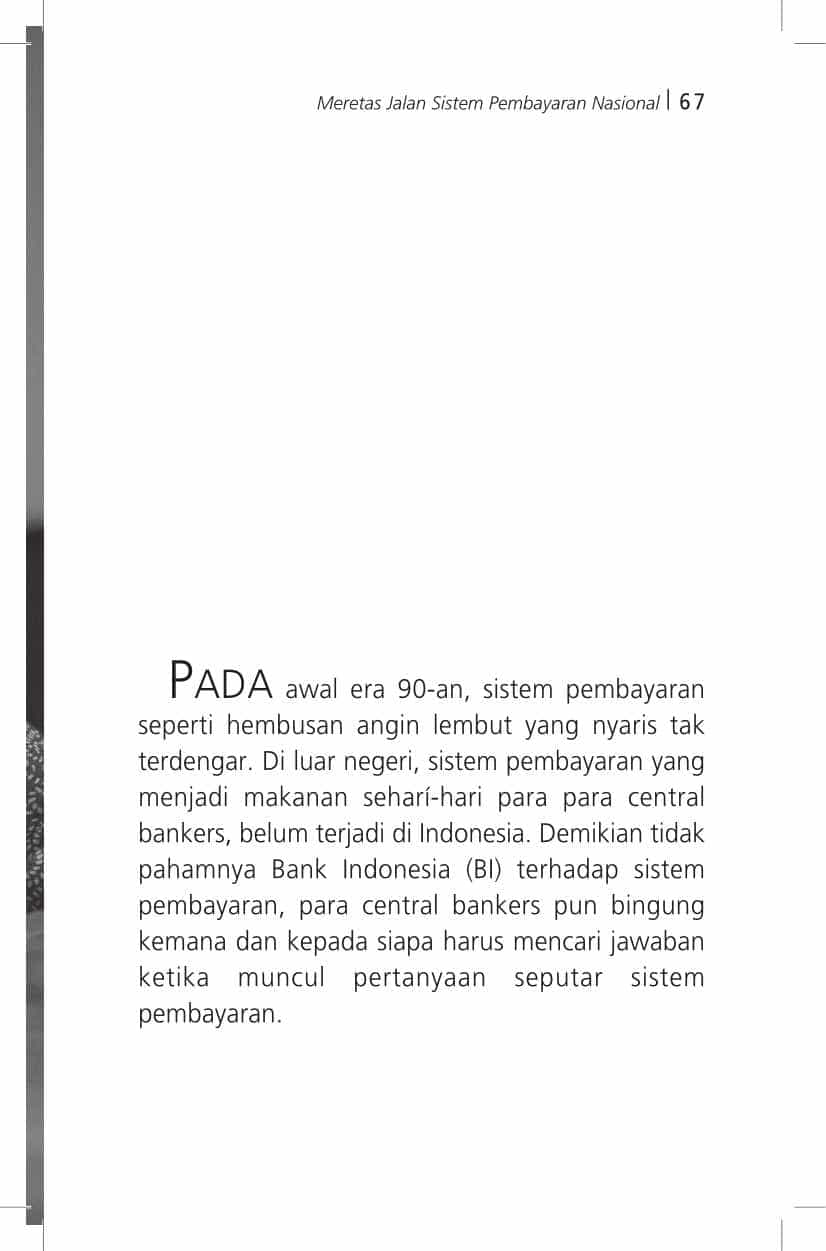 Meretas Jalan Sistem Pembayaran Nasional | 67
PADA awal era 90-an, sistem pembayaran
seperti hembusan angin lembut yang nyaris tak
terdengar. Di luar negeri, sistem pembayaran yang
menjadi makananseharí-hari para para central
bankers, belum terjadi di Indonesia. Demikian tidak
pahamnya Bank Indonesia (BI) terhadap sistem
pembayaran, para central bankers pun bingung
kemana dan kepada siapa harus mencari jawaban
ketika muncul pertanyaan seputar sistem
pembayaran.